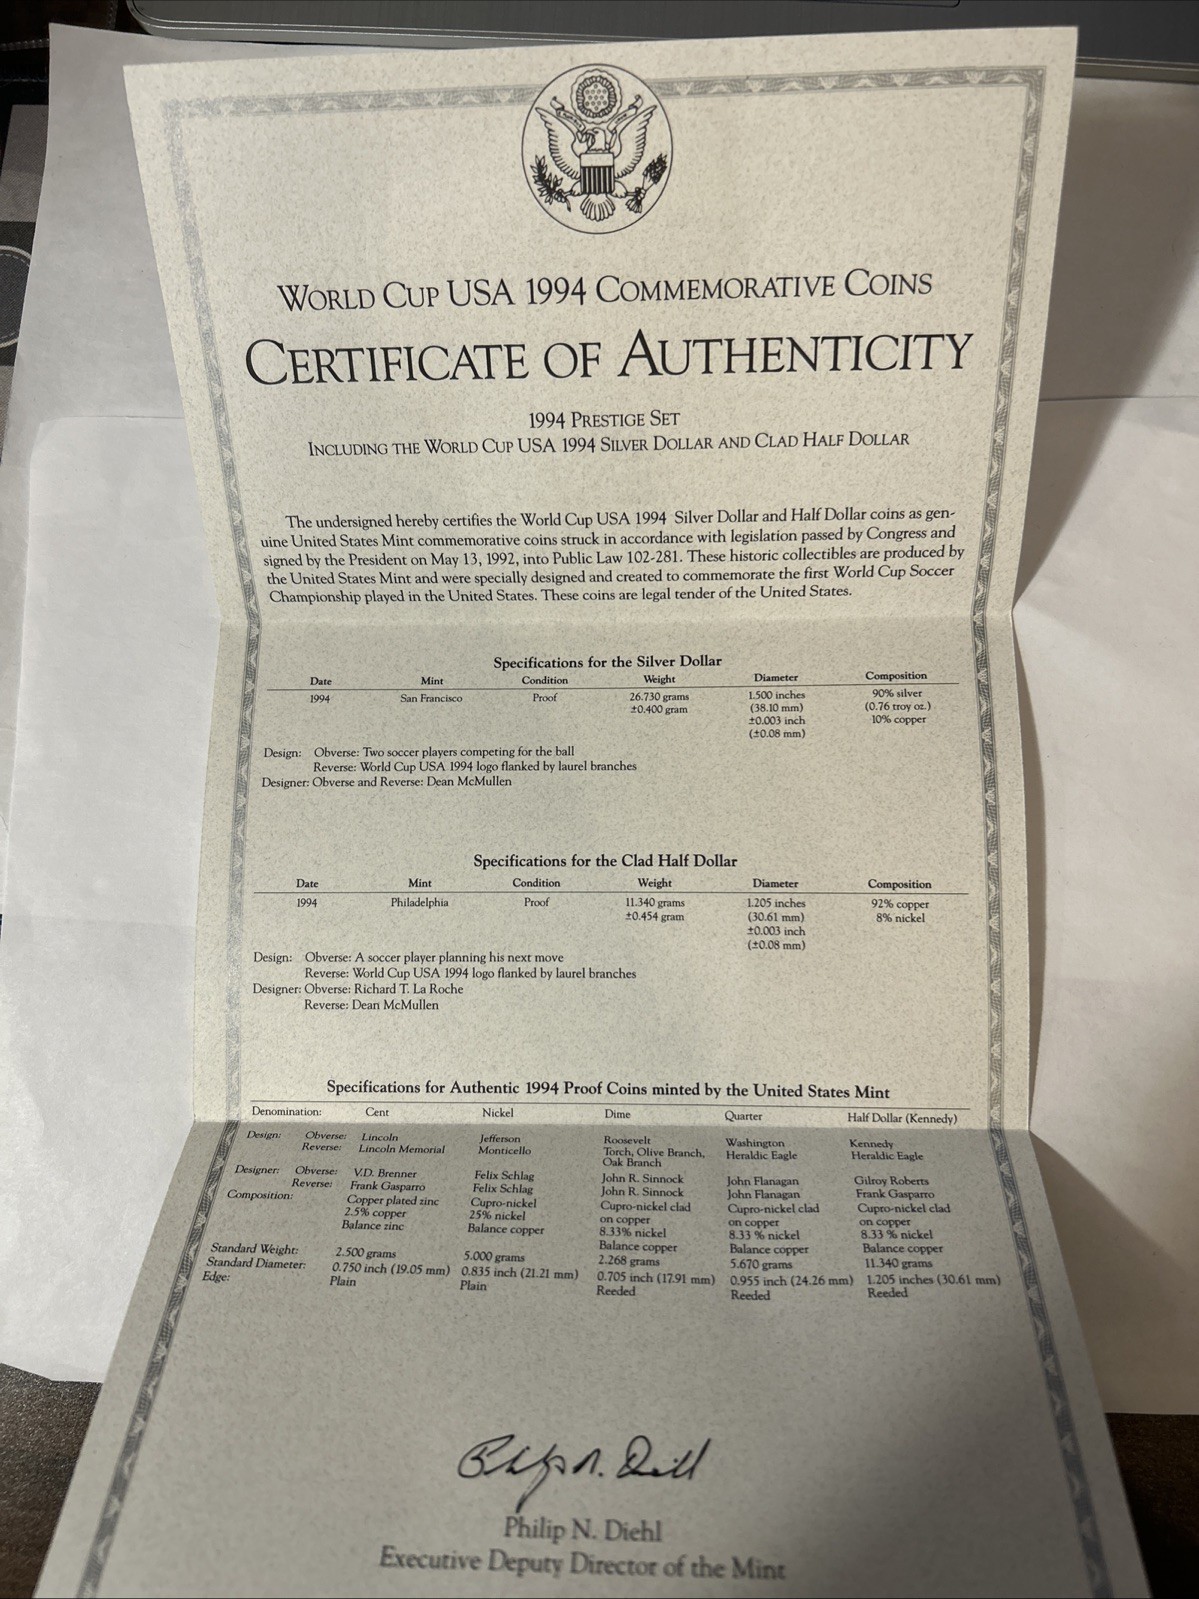 WORLD CUP USA 1994 COMMEMORATIVE COINS
CERTIFICATE OF AUTHENTICITY
1994 PRESTIGE SET
INCLUDING THE WORLD CUP USA 1994 SILVER DOLLAR AND CLAD HALF DOLLAR
The undersigned hereby certifies the World Cup USA 1994 Silver Dollar and Half Dollar coins as gen-
uine United States Mint commemorative coins struck in accordance with legislation passed by Congress and
signed by the President on May 13, 1992, into Public Law 102-281. These historic collectibles are produced by
the United States Mint and were specially designed and created to commemorate the first World Cup Soccer
Championship played in the United States. These coins are legal tender of the United States.
Specifications for the Silver Dollar
Date Mint Condition Weight Diameter Composition
1994 San Francisco Proof 26.730 grams 1.500 inches 90% silver
±0.400 gram (38.10 mm) (0.76 troy oz.)
±0.003 inch 10% copper
(±0.08 mm)
Design: Obverse: Two soccer players competing for the ball
Reverse: World Cup USA 1994 logo flanked by laurel branches
Designer: Obverse and Reverse: Dean McMullen
Specifications for the Clad Half Dollar
Date Mint Condition Weight Diameter Composition
1994 Philadelphia Proof 11.340 grams 1.205 inches 92% copper
±0.454 gram (30.61 mm) 8% nickel
±0.003 inch
(±0.08 mm)
Design: Obverse: A soccer player planning his next move
Reverse: World Cup USA 1994 logo flanked by laurel branches
Designer: Obverse: Richard T. La Roche
Reverse: Dean McMullen
Specifications for Authentic 1994 Proof Coins minted by the United States Mint
Denomination: Cent Nickel Dime Quarter Half Dollar (Kennedy)
Design: Obverse: Lincoln Jefferson Roosevelt Washington Kennedy
Reverse: Lincoln Memorial Monticello Torch, Olive Branch, Heraldic Eagle Heraldic Eagle
Oak Branch
Designer: Obverse: V.D. Brenner Felix Schlag John R. Sinnock John Flanagan Gilroy Roberts
Reverse: Frank Gasparro Felix Schlag John R. Sinnock John Flanagan Frank Gasparro
Composition: Copper plated zinc Cupro-nickel Cupro-nickel clad Cupro-nickel clad Cupro-nickel clad
2.5% copper 25% nickel on copper on copper on copper
Balance zinc Balance copper 8.33% nickel 8.33 % nickel 8.33 % nickel
Balance copper Balance copper Balance copper
Standard Weight: 2.500 grams 5.000 grams 2.268 grams 5.670 grams 11.340 grams
Standard Diameter: 0.750 inch (19.05 mm) 0.835 inch (21.21 mm) 0.705 inch (17.91 mm) 0.955 inch (24.26 mm) 1.205 inches (30.61 mm)
Edge: Plain Plain Reeded Reeded Reeded
Philip N. Diehl
Philip N. Diehl
Executive Deputy Director of the Mint